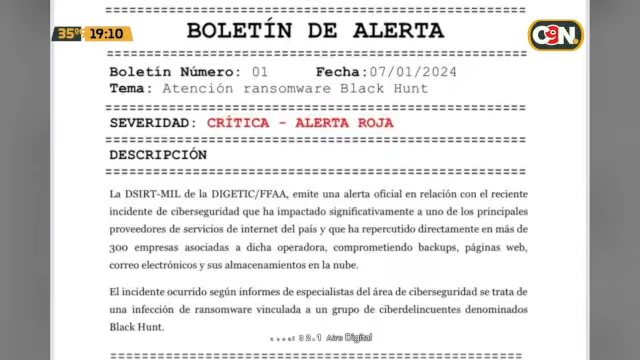 35º 19:10
BOLETÍN DE ALERTA
Boletín Número: 01 Fecha:07/01/2024
Tema: Atención ransomware Black Hunt
SEVERIDAD: CRÍTICA - ALERTA ROJA
DESCRIPCIÓN
La DSIRT-MIL de la DIGETIC/FFAA, emite una alerta oficial en relación con el reciente
incidente de ciberseguridad que ha impactado significativamente a uno de los principales
proveedores de servicios de internet del país y que ha repercutido directamente en más de
300 empresas asociadas a dicha operadora, comprometiendo backups, páginas web,
correo electrónicos y sus almacenamientos en la nube.
El incidente ocurrido según informes de especialistas del área de ciberseguridad se trata de
una infección de ransomware vinculada a un grupo de ciberdelincuentes denominados
Black Hunt.
Digital